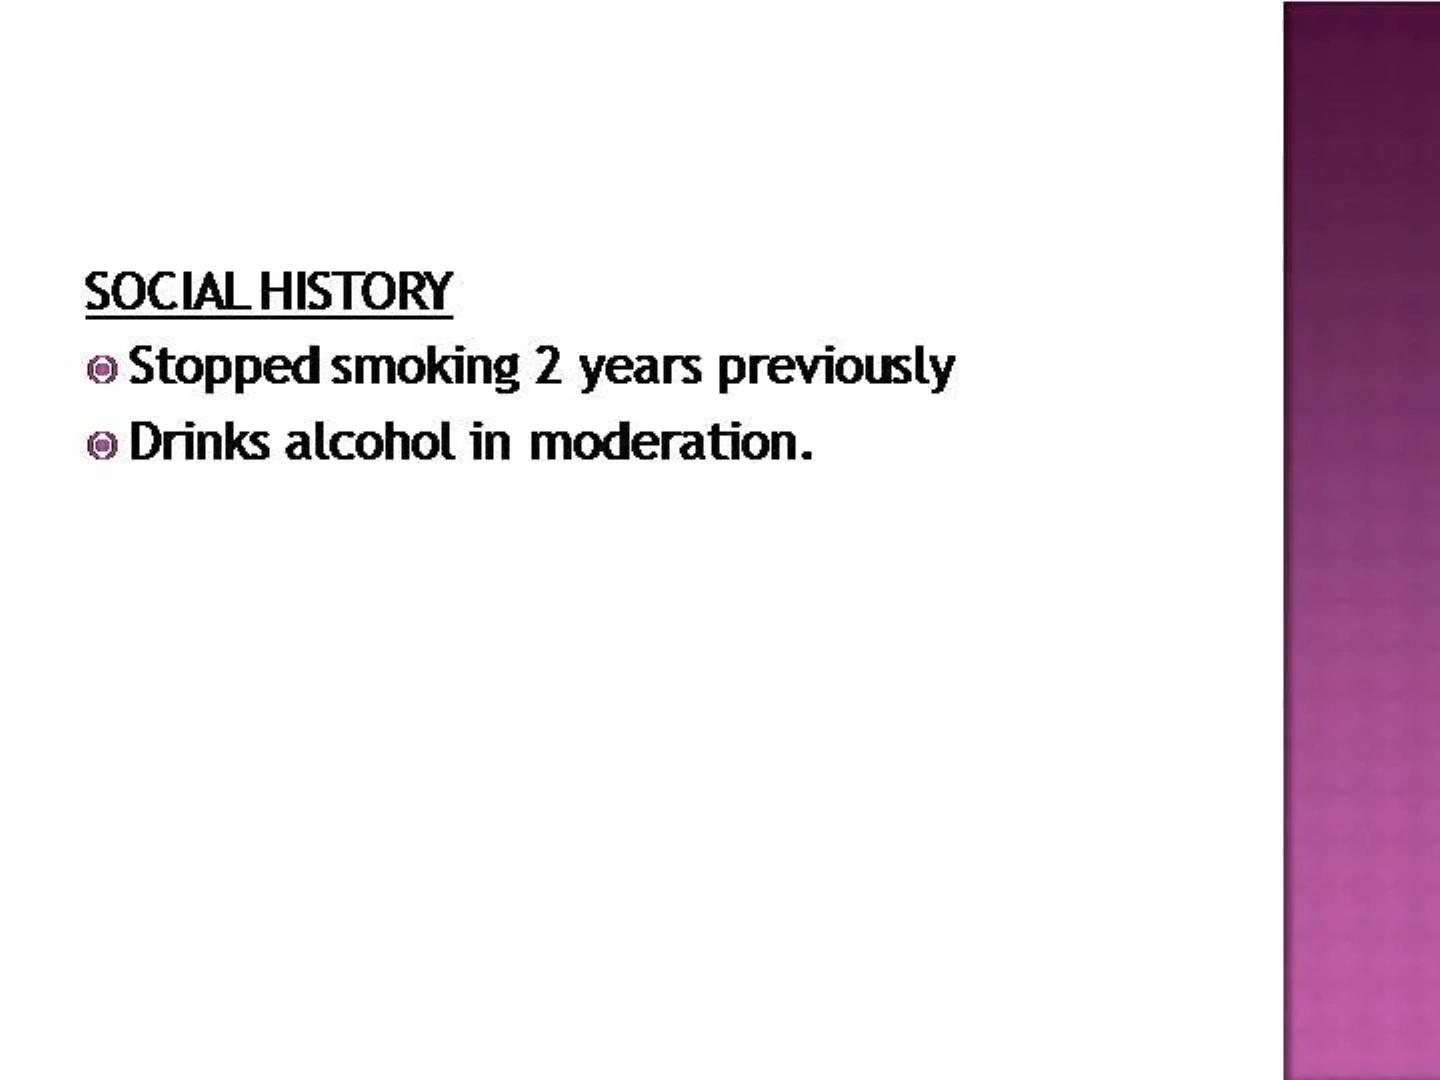 SOCIAL HISTORY
Stopped smoking 2 years previously
Drinks alcohol in moderation.